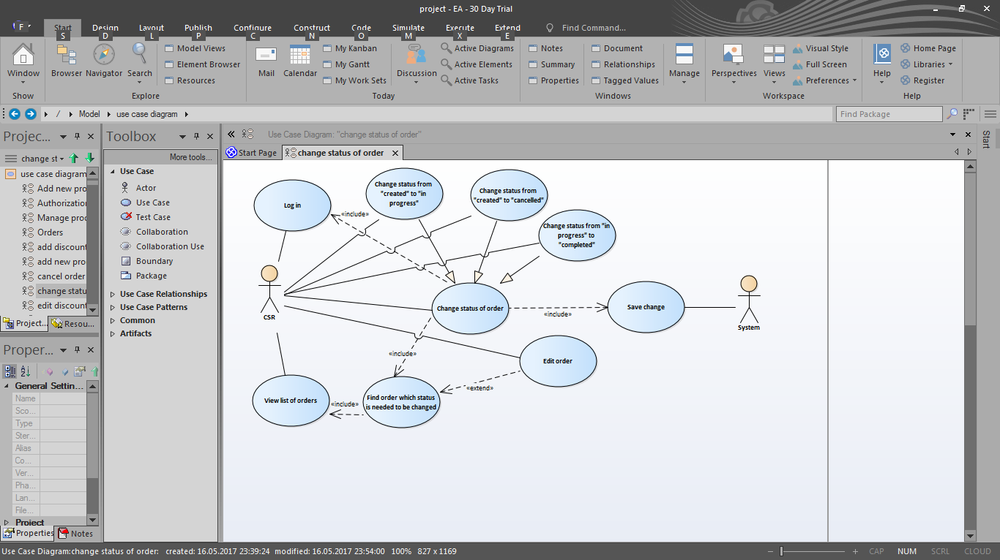 project - EA - 30 Day Trial
F
Start Design Layout Publish Configure Construct Code Simulate Execute Extend Find Command...
S D L P C N O M X E
Window
Show
Browser Navigator Search
Model Views
Element Browser
Resources
Explore
Mail Calendar
My Kanban
My Gantt
My Work Sets
Discussion
Active Diagrams
Active Elements
Active Tasks
Today
Notes
Summary
Properties
Document
Relationships
Tagged Values
Manage
Windows
Perspectives Views
Visual Style
Full Screen
Preferences
Workspace
Help
Home Page
Libraries
Register
Help
/ Model use case diagram
Find Package
Projec...
change st
use case diagram
Add new pro
Authorization
Manage proc
Orders
add discount
add new pro
cancel order
change statu
edit discount
Project... Resou...
Proper...
General Settin...
Name
Sco...
Type
Ster...
Alias
Co...
Ver...
Pha...
Lan...
File...
Project
Properties Notes
Toolbox
More tools...
Use Case
Actor
Use Case
Test Case
Collaboration
Collaboration Use
Boundary
Package
Use Case Relationships
Use Case Patterns
Common
Artifacts
Use Case Diagram: "change status of order"
Start Page change status of order
Start
Log in
Change status from
"created" to "in
progress"
Change status from
"created" to "cancelled"
Change status from "in
progress" to
"completed"
«include»
CSR
Change status of order
«include»
Save change
System
«include»
Edit order
«extend»
View list of orders
«include»
Find order which status
is needed to be changed
Use Case Diagram:change status of order: created: 16.05.2017 23:39:24 modified: 16.05.2017 23:54:00 100% 827 x 1169
CAP NUM SCRL CLOUD